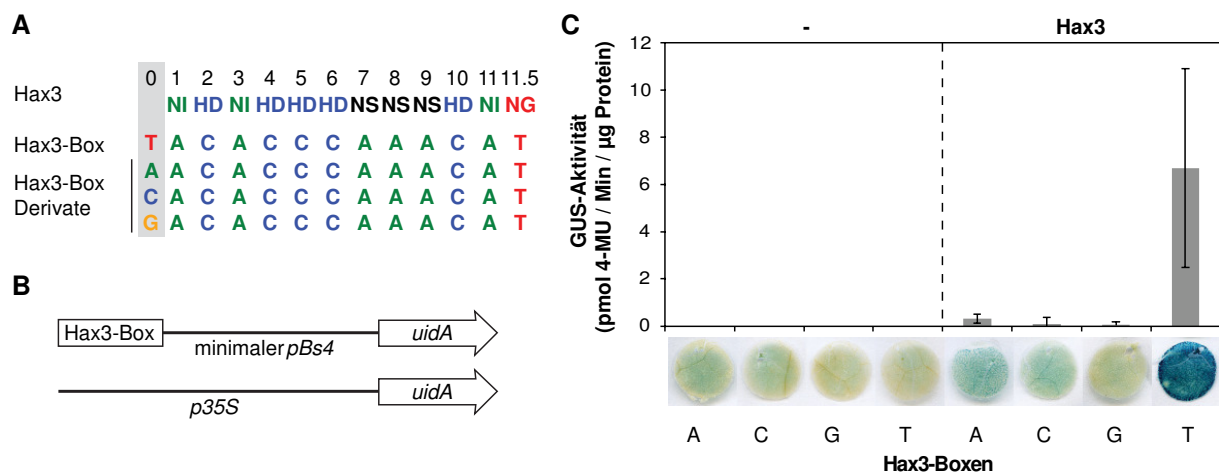 A
0 1 2 3 4 5 6 7 8 9 10 11 11.5
Hax3 NI HD NI HD HD HD NS NS NS HD NI NG
Hax3-Box T A C A C C C A A A C A T
Hax3-Box Derivate
A A C A C C C A A A C A T
C A C A C C C A A A C A T
G A C A C C C A A A C A T
B
Hax3-Box minimaler pBs4 uidA
p35S uidA
C
- Hax3
GUS-Aktivität
(pmol 4-MU / Min / µg Protein)
12
10
8
6
4
2
0
A C G T A C G T
Hax3-Boxen